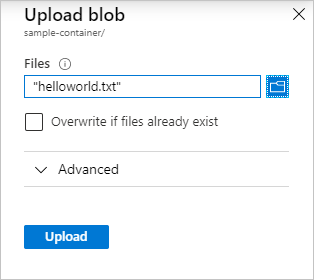 Upload blob
sample-container/
Files
"helloworld.txt"
Overwrite if files already exist
Advanced
Upload